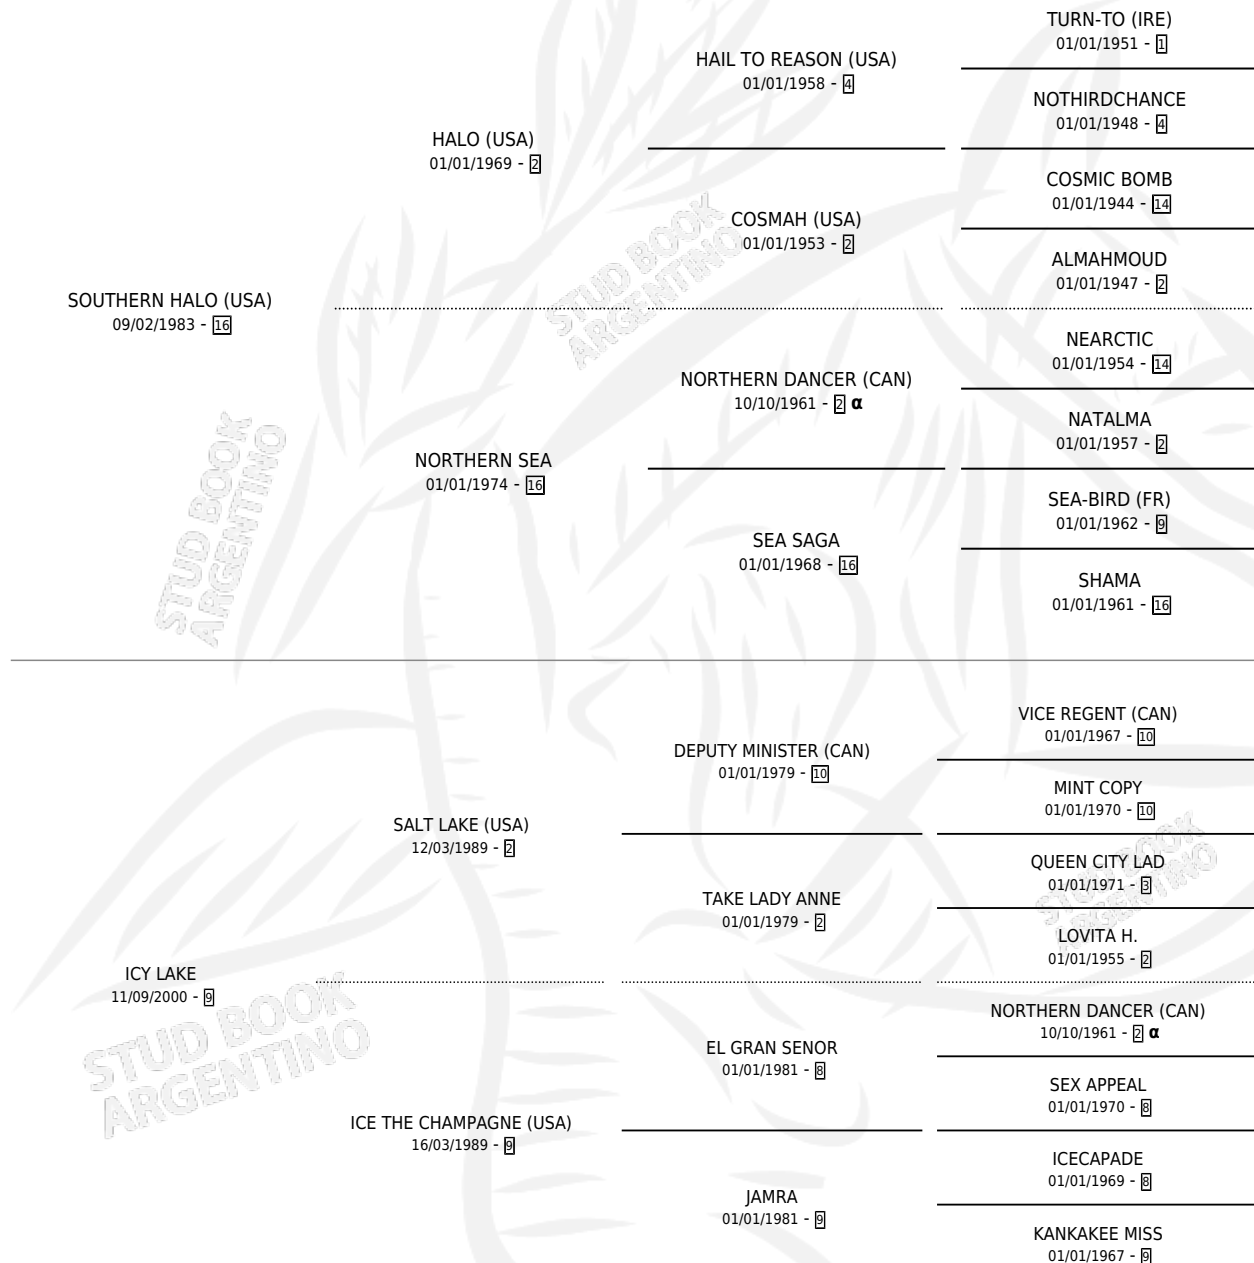 TURN-TO (IRE)
01/01/1951 - 1
HAIL TO REASON (USA)
01/01/1958 - 4
NOTHIRDCHANCE
01/01/1948 - 4
HALO (USA)
01/01/1969 - 2
COSMIC BOMB
01/01/1944 - 14
COSMAH (USA)
01/01/1953 - 2
ALMAHMOUD
01/01/1947 - 2
SOUTHERN HALO (USA)
09/02/1983 - 16
STUD BOOK
ARGENTINO
NEARCTIC
01/01/1954 - 14
NORTHERN DANCER (CAN)
10/10/1961 - 2 α
NATALMA
01/01/1957 - 2
NORTHERN SEA
01/01/1974 - 16
SEA-BIRD (FR)
01/01/1962 - 9
SEA SAGA
01/01/1968 - 16
SHAMA
01/01/1961 - 16
STUD BOOK
ARGENTINO
VICE REGENT (CAN)
01/01/1967 - 10
DEPUTY MINISTER (CAN)
01/01/1979 - 10
MINT COPY
01/01/1970 - 10
SALT LAKE (USA)
12/03/1989 - 2
QUEEN CITY LAD
01/01/1971 - 3
STUD BOOK
ARGENTINO
TAKE LADY ANNE
01/01/1979 - 2
LOVITA H.
01/01/1955 - 2
ICY LAKE
11/09/2000 - 9
STUD BOOK
ARGENTINO
NORTHERN DANCER (CAN)
10/10/1961 - 2 α
EL GRAN SENOR
01/01/1981 - 8
SEX APPEAL
01/01/1970 - 8
ICE THE CHAMPAGNE (USA)
16/03/1989 - 9
ICECAPADE
01/01/1969 - 8
JAMRA
01/01/1981 - 9
KANKAKEE MISS
01/01/1967 - 9